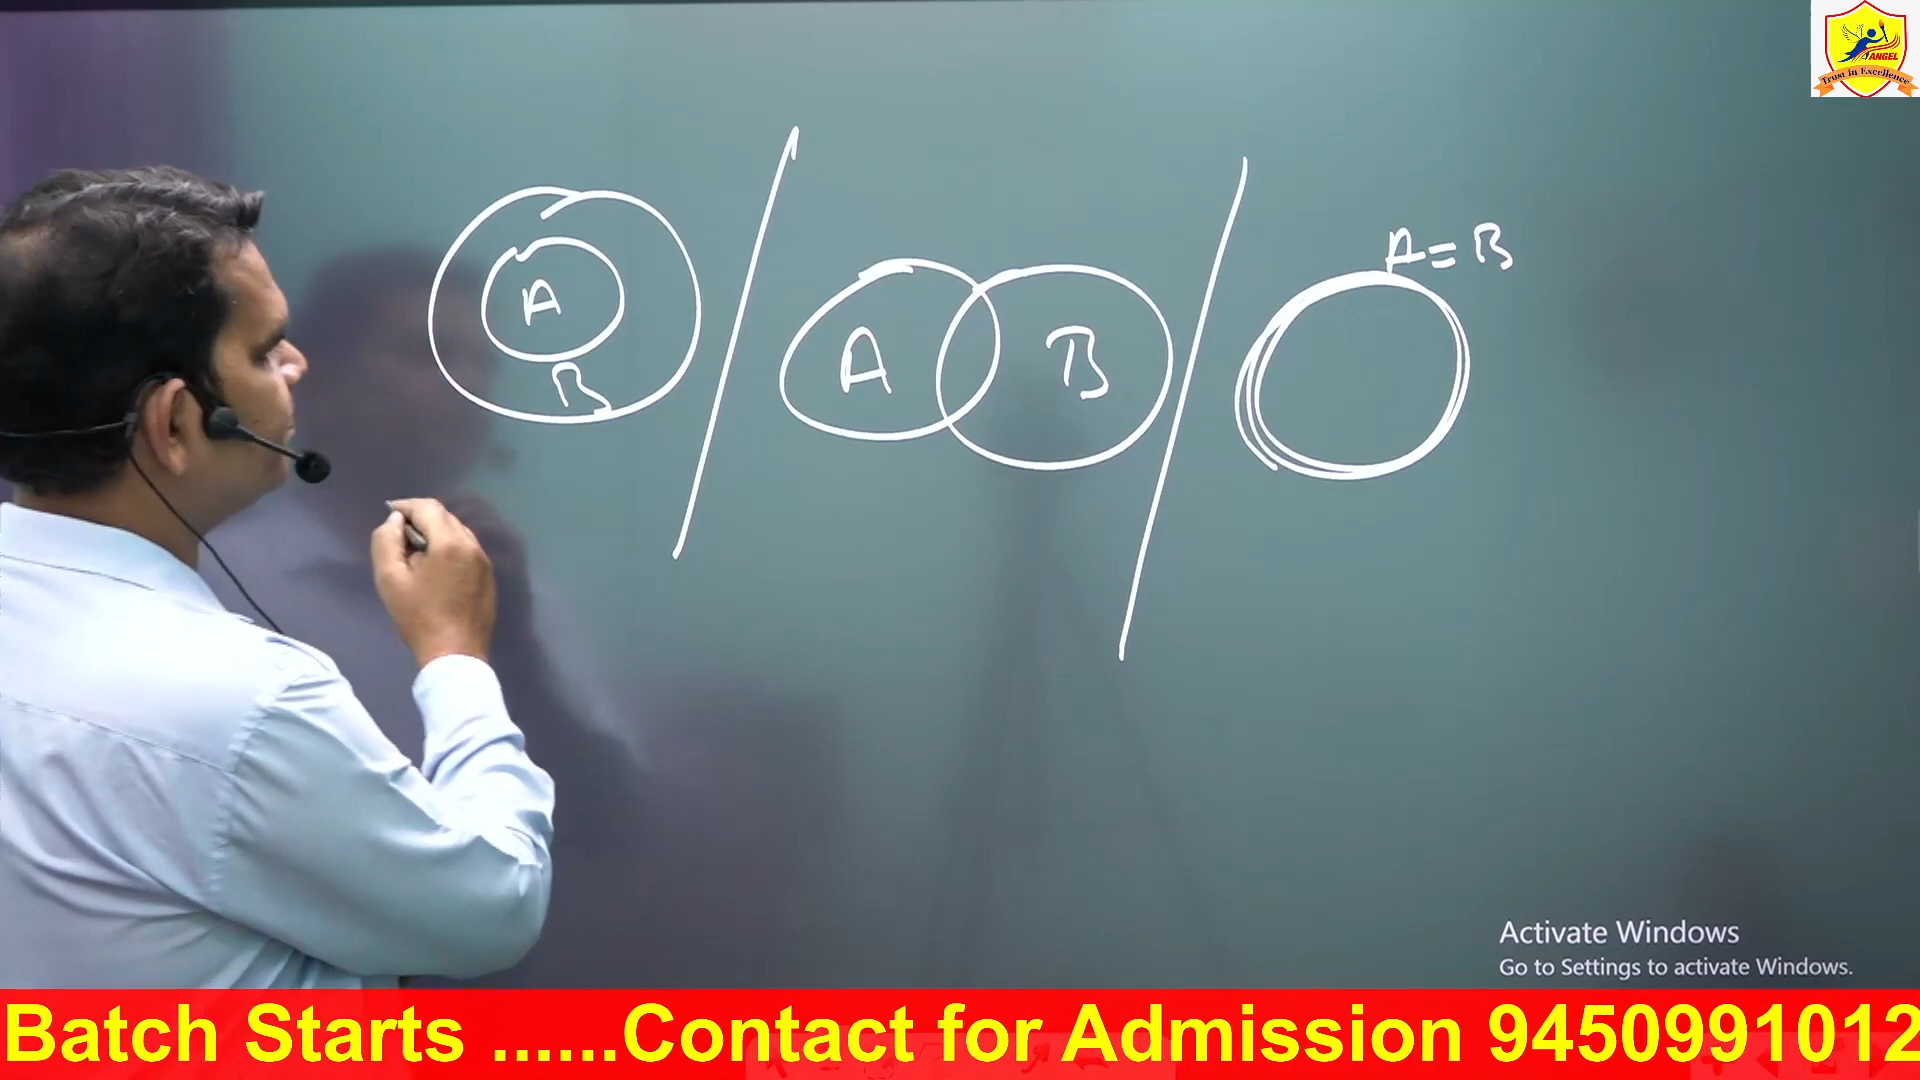 ANGEL
Trust in Excellence
A = B
A
A
B
B
Activate Windows
Go to Settings to activate Windows.
Batch Starts ......Contact for Admission 9450991012